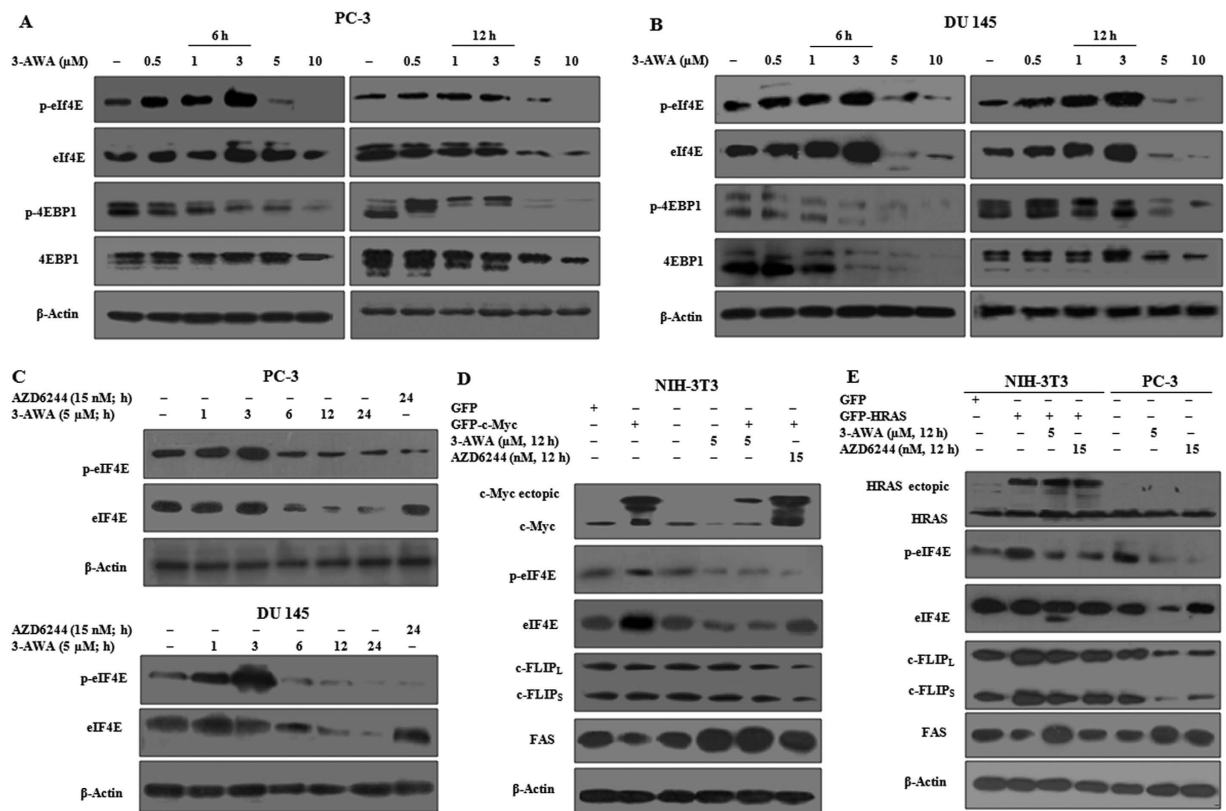 A
PC-3
6 h
12 h
3-AWA (µM)
– 0.5 1 3 5 10 – 0.5 1 3 5 10
p-eIf4E
eIf4E
p-4EBP1
4EBP1
β-Actin
B
DU 145
6 h
12 h
3-AWA (µM)
– 0.5 1 3 5 10 – 0.5 1 3 5 10
p-eIf4E
eIf4E
p-4EBP1
4EBP1
β-Actin
C
PC-3
AZD6244 (15 nM; h) – – – – – – 24
3-AWA (5 µM; h) – 1 3 6 12 24 –
p-eIF4E
eIF4E
β-Actin
DU 145
AZD6244 (15 nM; h) – – – – – – 24
3-AWA (5 µM; h) – 1 3 6 12 24 –
p-eIF4E
eIF4E
β-Actin
D
NIH-3T3
GFP + – – – – –
GFP-c-Myc – + – – + +
3-AWA (µM, 12 h) – – – 5 5 –
AZD6244 (nM, 12 h) – – – – – 15
c-Myc ectopic
c-Myc
p-eIF4E
eIF4E
c-FLIPL
c-FLIPS
FAS
β-Actin
E
NIH-3T3 PC-3
GFP + – – – – – –
GFP-HRAS – + + + – – –
3-AWA (µM, 12 h) – – 5 – – 5 –
AZD6244 (nM, 12 h) – – – 15 – – 15
HRAS ectopic
HRAS
p-eIF4E
eIF4E
c-FLIPL
c-FLIPS
FAS
β-Actin